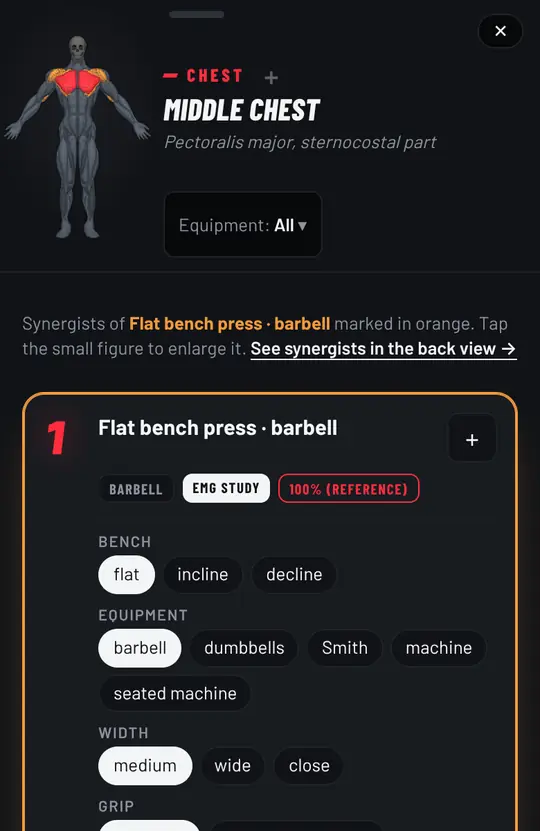 ✕
— CHEST +
MIDDLE CHEST
Pectoralis major, sternocostal part
Equipment: All ▾
Synergists of Flat bench press · barbell marked in orange. Tap
the small figure to enlarge it. See synergists in the back view →
1 Flat bench press · barbell +
BARBELL EMG STUDY 100% (REFERENCE)
BENCH
flat incline decline
EQUIPMENT
barbell dumbbells Smith machine
seated machine
WIDTH
medium wide close
GRIP